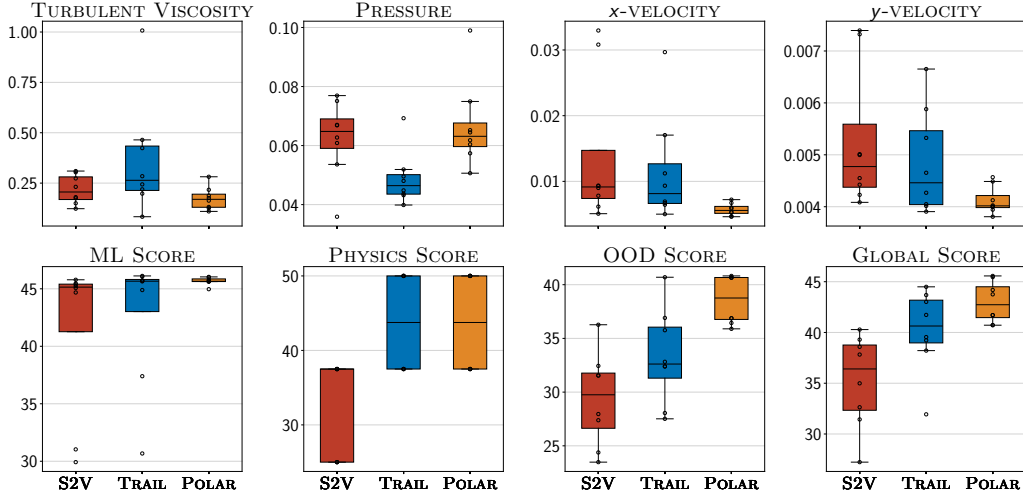 TURBULENT VISCOSITY
1.00
0.75
0.50
0.25
PRESSURE
0.10
0.08
0.06
0.04
x-VELOCITY
0.03
0.02
0.01
y-VELOCITY
0.007
0.006
0.005
0.004
ML SCORE
45
40
35
30
S2V TRAIL POLAR
PHYSICS SCORE
50
40
30
S2V TRAIL POLAR
OOD SCORE
40
35
30
25
S2V TRAIL POLAR
GLOBAL SCORE
45
40
35
30
S2V TRAIL POLAR